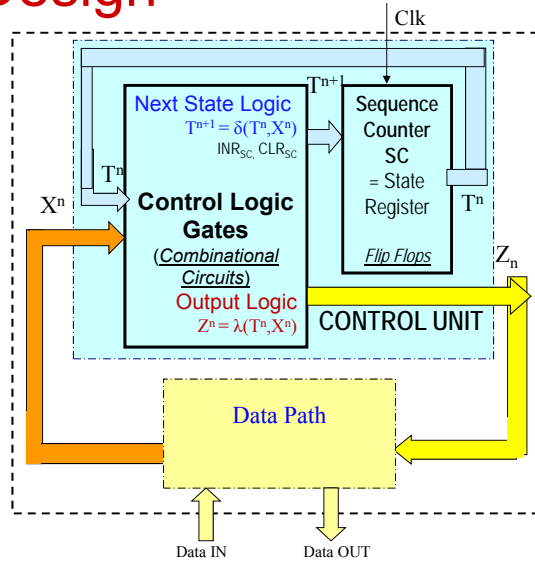 Design
Clk
Next State Logic
Tⁿ⁺¹ = δ(Tⁿ,Xⁿ)
INR_SC, CLR_SC
Tⁿ⁺¹
Sequence
Counter
SC
= State
Register
Flip Flops
Tⁿ
Xⁿ
Control Logic
Gates
(Combinational
Circuits)
Tⁿ
Output Logic
Zⁿ = λ(Tⁿ,Xⁿ)
Zₙ
CONTROL UNIT
Data Path
Data IN
Data OUT